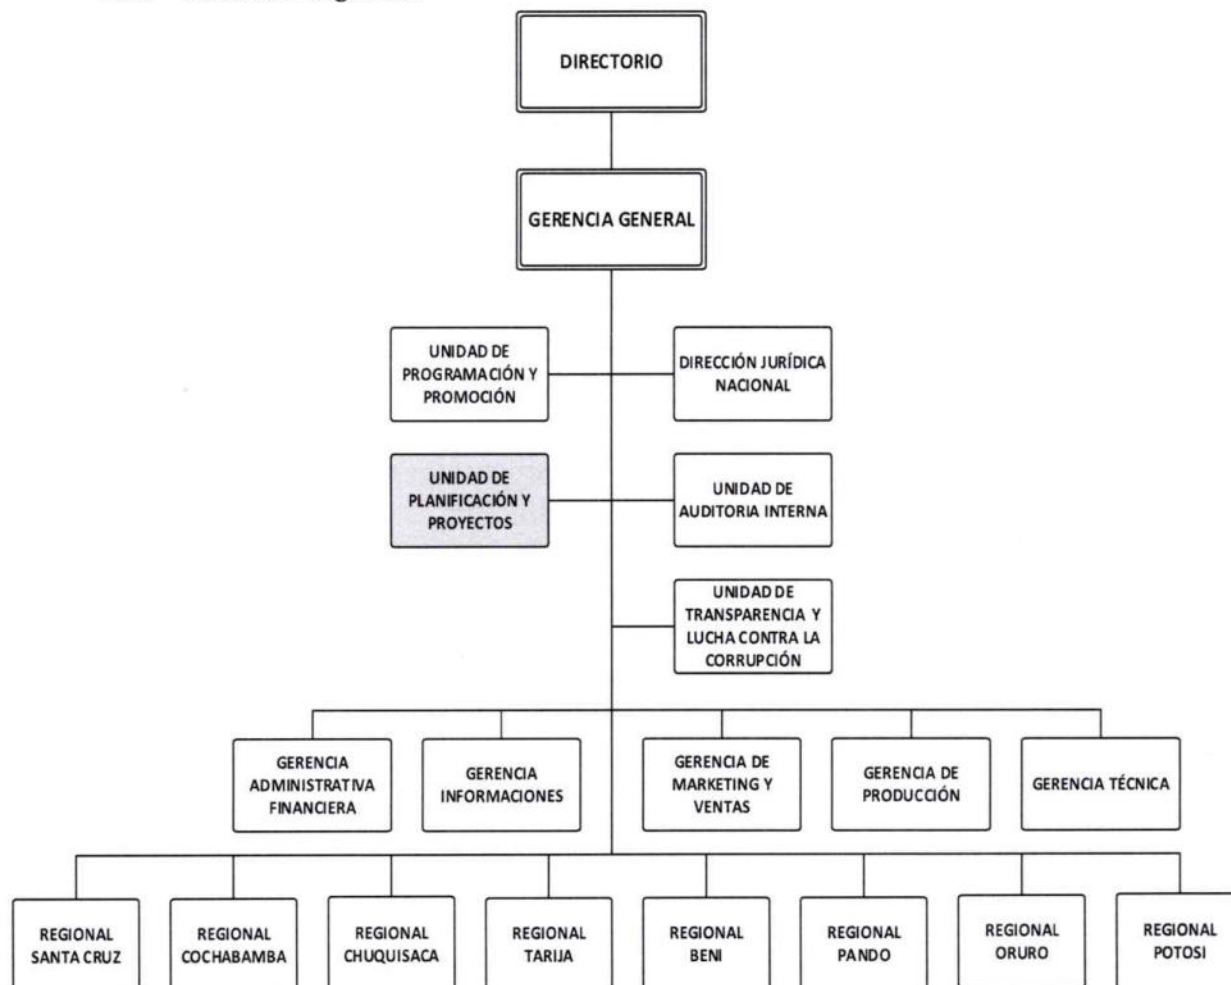 DIRECTORIO
GERENCIA GENERAL
UNIDAD DE
PROGRAMACIÓN Y
PROMOCIÓN
DIRECCIÓN JURÍDICA
NACIONAL
UNIDAD DE
PLANIFICACIÓN Y
PROYECTOS
UNIDAD DE
AUDITORIA INTERNA
UNIDAD DE
TRANSPARENCIA Y
LUCHA CONTRA LA
CORRUPCIÓN
GERENCIA
ADMINISTRATIVA
FINANCIERA
GERENCIA
INFORMACIONES
GERENCIA DE
MARKETING Y
VENTAS
GERENCIA DE
PRODUCCIÓN
GERENCIA TÉCNICA
REGIONAL
SANTA CRUZ
REGIONAL
COCHABAMBA
REGIONAL
CHUQUISACA
REGIONAL
TARIJA
REGIONAL
BENI
REGIONAL
PANDO
REGIONAL
ORURO
REGIONAL
POTOSI